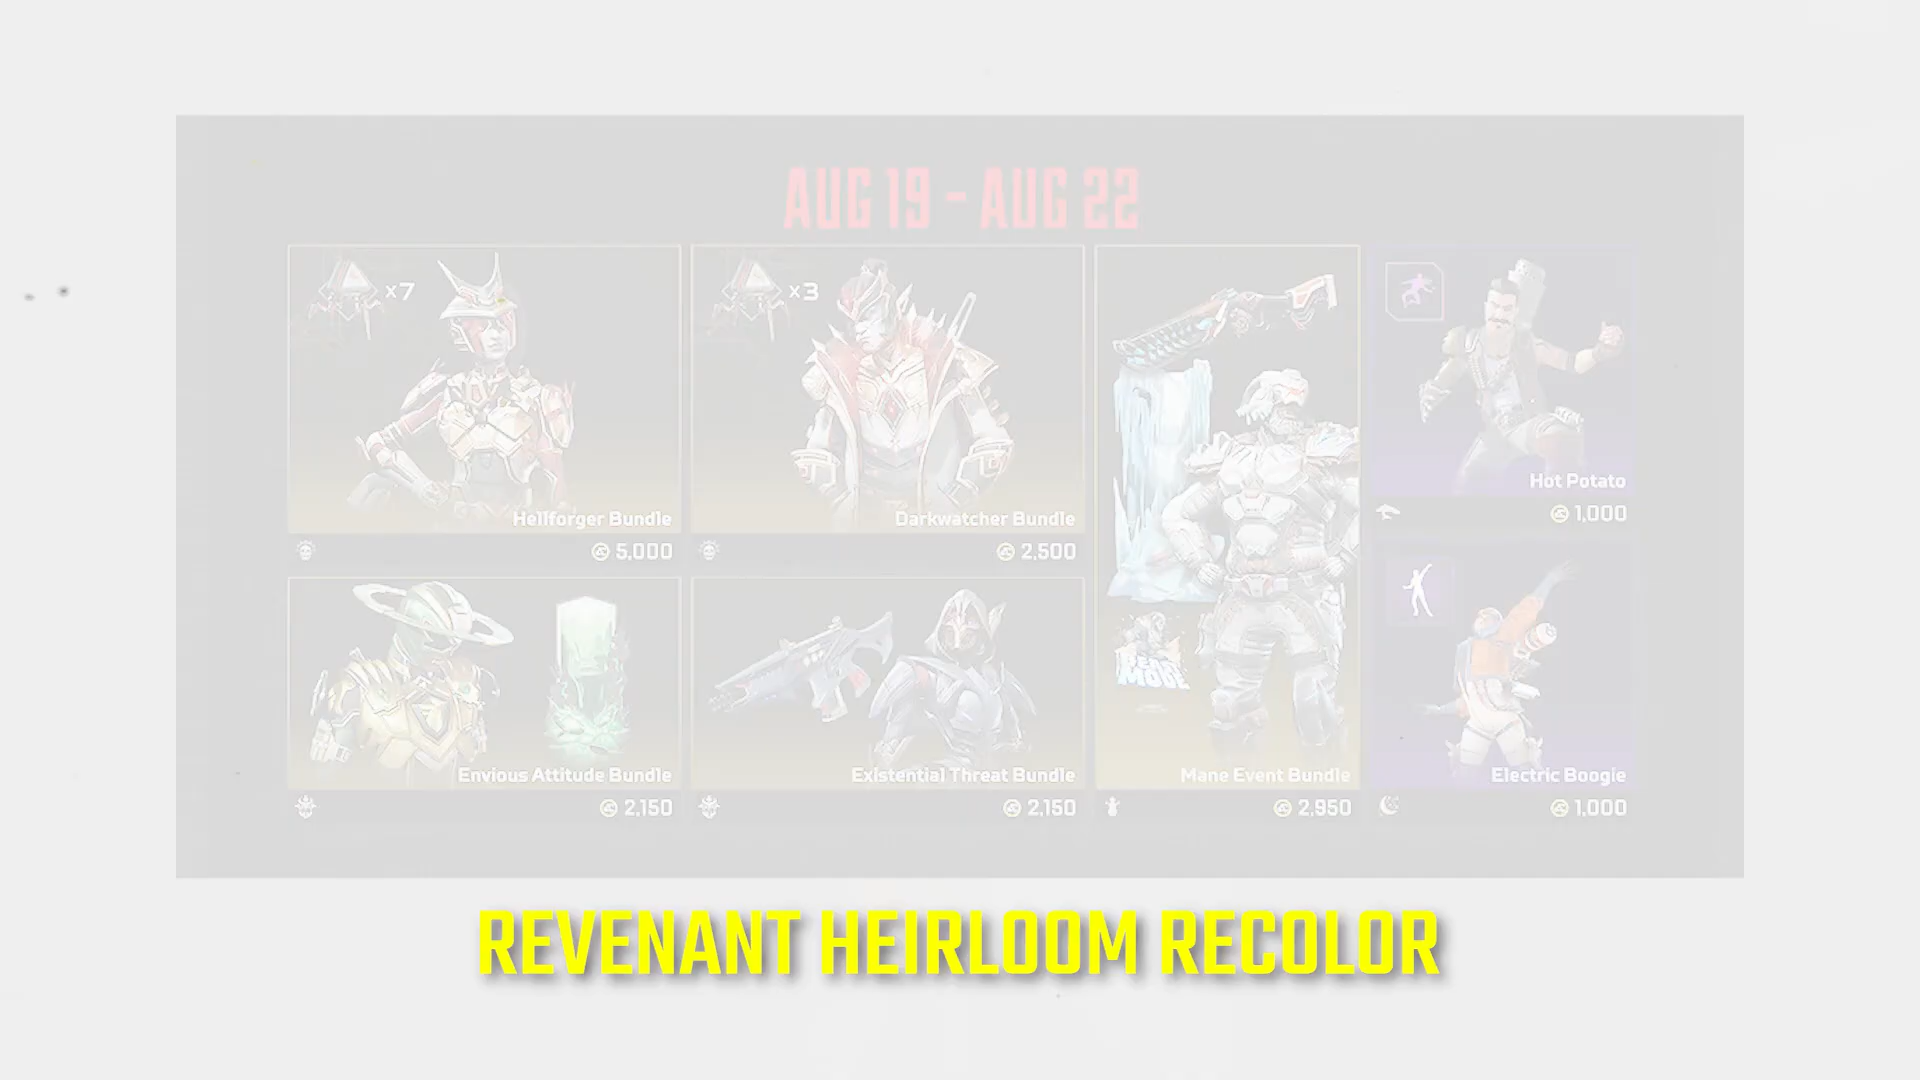 AUG 19 - AUG 22
x7
Hellforger Bundle
5,000
x3
Darkwatcher Bundle
2,500
Envious Attitude Bundle
2,150
Existential Threat Bundle
2,150
BEAST
MODE
Mane Event Bundle
2,950
Hot Potato
1,000
Electric Boogie
1,000
REVENANT HEIRLOOM RECOLOR